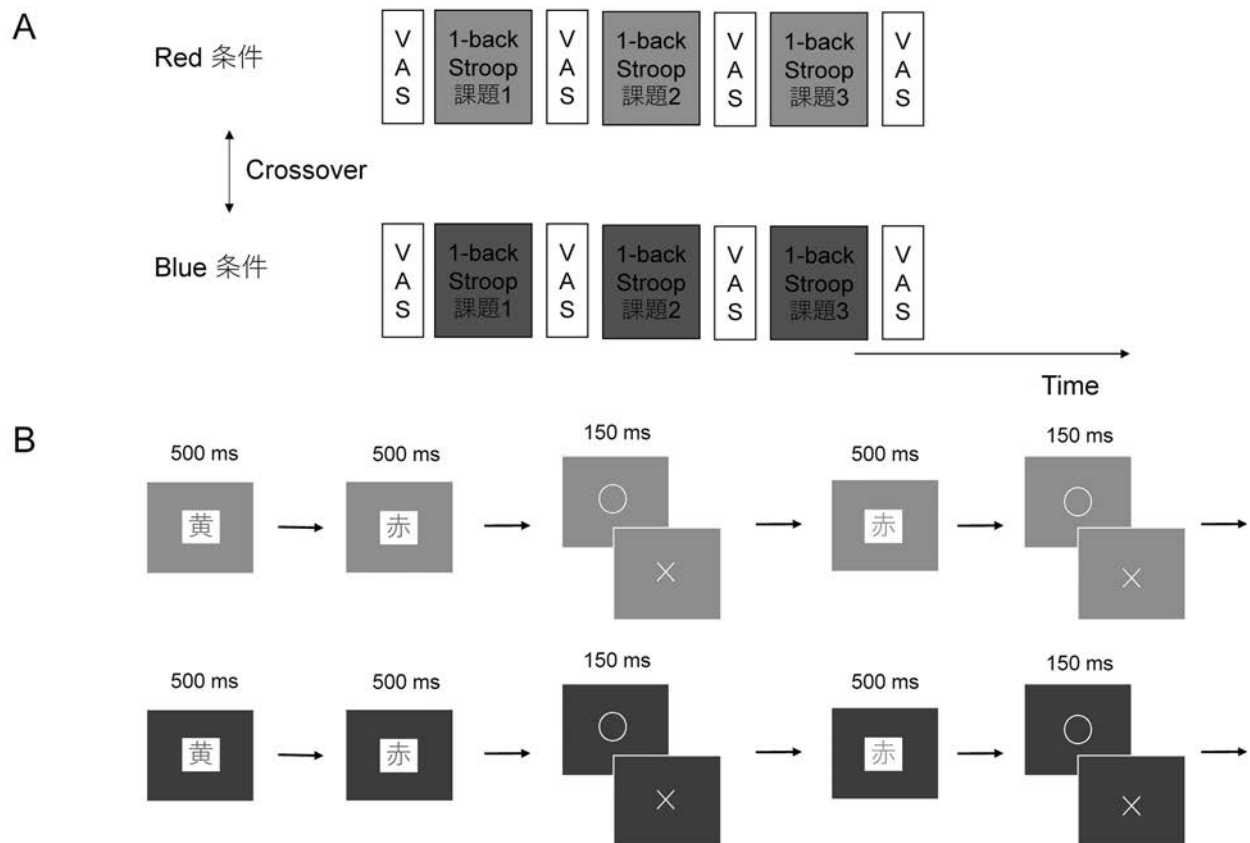 A
Red 条件
V
A
S
1-back
Stroop
課題1
V
A
S
1-back
Stroop
課題2
V
A
S
1-back
Stroop
課題3
V
A
S
Crossover
Blue 条件
V
A
S
1-back
Stroop
課題1
V
A
S
1-back
Stroop
課題2
V
A
S
1-back
Stroop
課題3
V
A
S
Time
B
500 ms
500 ms
150 ms
500 ms
150 ms
黄
赤
赤
500 ms
500 ms
150 ms
500 ms
150 ms
黄
赤
赤